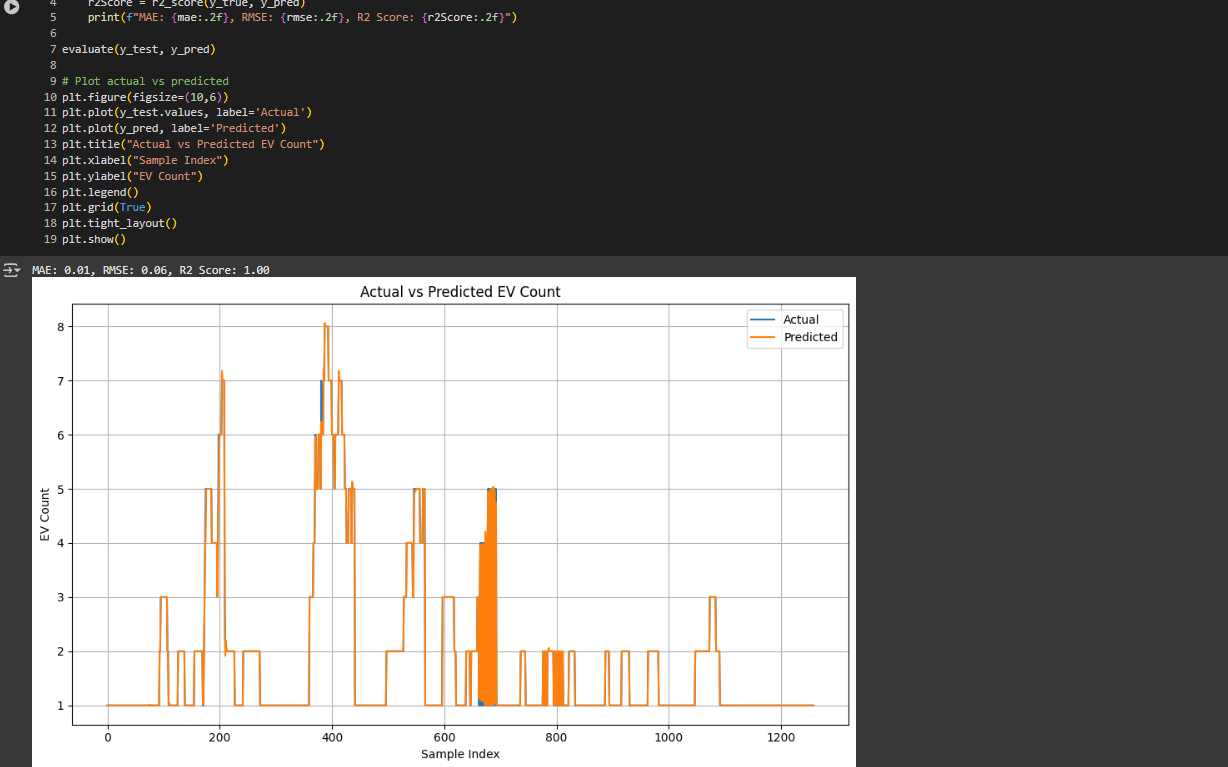 4 r2Score = r2_score(y_true, y_pred)
5 print(f"MAE: {mae:.2f}, RMSE: {rmse:.2f}, R2 Score: {r2Score:.2f}")
6
7 evaluate(y_test, y_pred)
8
9 # Plot actual vs predicted
10 plt.figure(figsize=(10,6))
11 plt.plot(y_test.values, label='Actual')
12 plt.plot(y_pred, label='Predicted')
13 plt.title("Actual vs Predicted EV Count")
14 plt.xlabel("Sample Index")
15 plt.ylabel("EV Count")
16 plt.legend()
17 plt.grid(True)
18 plt.tight_layout()
19 plt.show()
MAE: 0.01, RMSE: 0.06, R2 Score: 1.00
Actual vs Predicted EV Count
Actual
Predicted
8
7
6
5
4
3
2
1
EV Count
0 200 400 600 800 1000 1200
Sample Index